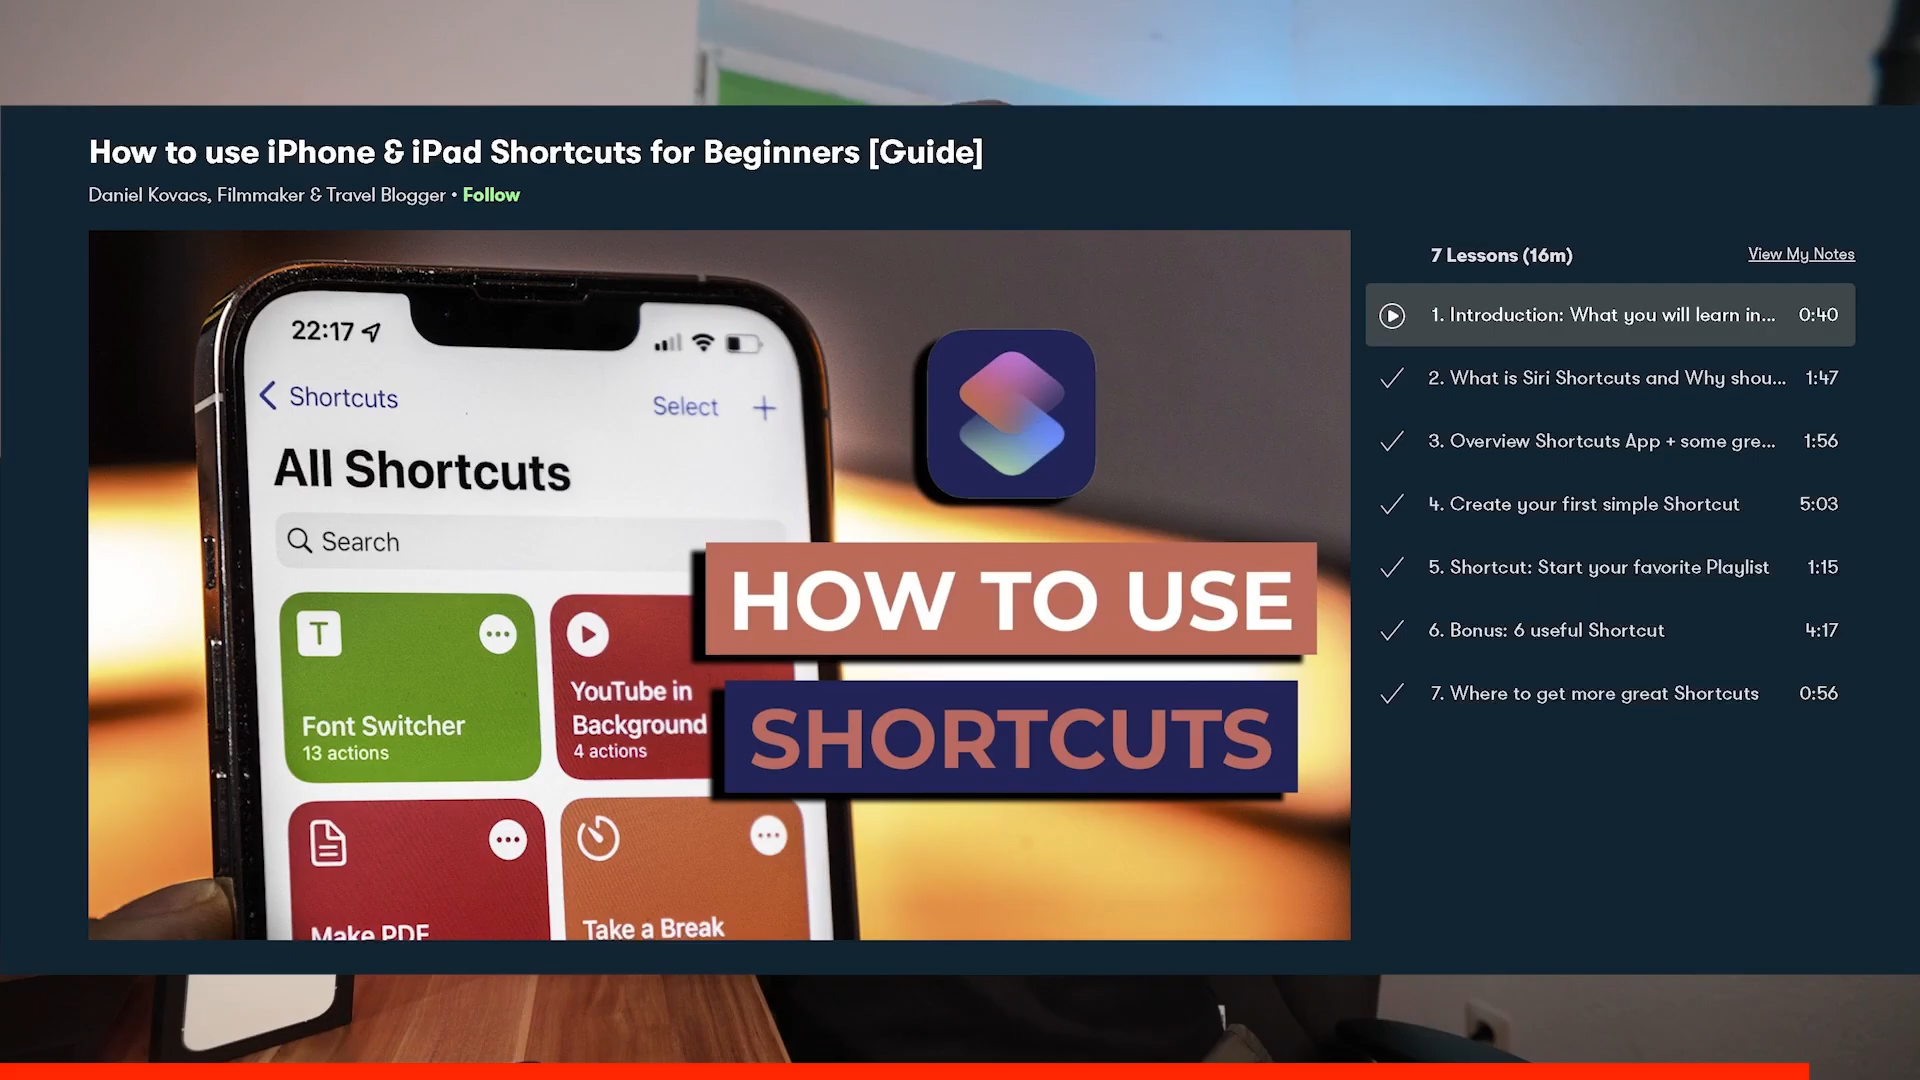 How to use iPhone & iPad Shortcuts for Beginners [Guide]
Daniel Kovacs, Filmmaker & Travel Blogger • Follow
22:17
Shortcuts
Select +
All Shortcuts
Search
T
Font Switcher
13 actions
YouTube in
Background
4 actions
Make PDF
Take a Break
HOW TO USE
SHORTCUTS
7 Lessons (16m) View My Notes
1. Introduction: What you will learn in... 0:40
2. What is Siri Shortcuts and Why shou... 1:47
3. Overview Shortcuts App + some gre... 1:56
4. Create your first simple Shortcut 5:03
5. Shortcut: Start your favorite Playlist 1:15
6. Bonus: 6 useful Shortcut 4:17
7. Where to get more great Shortcuts 0:56